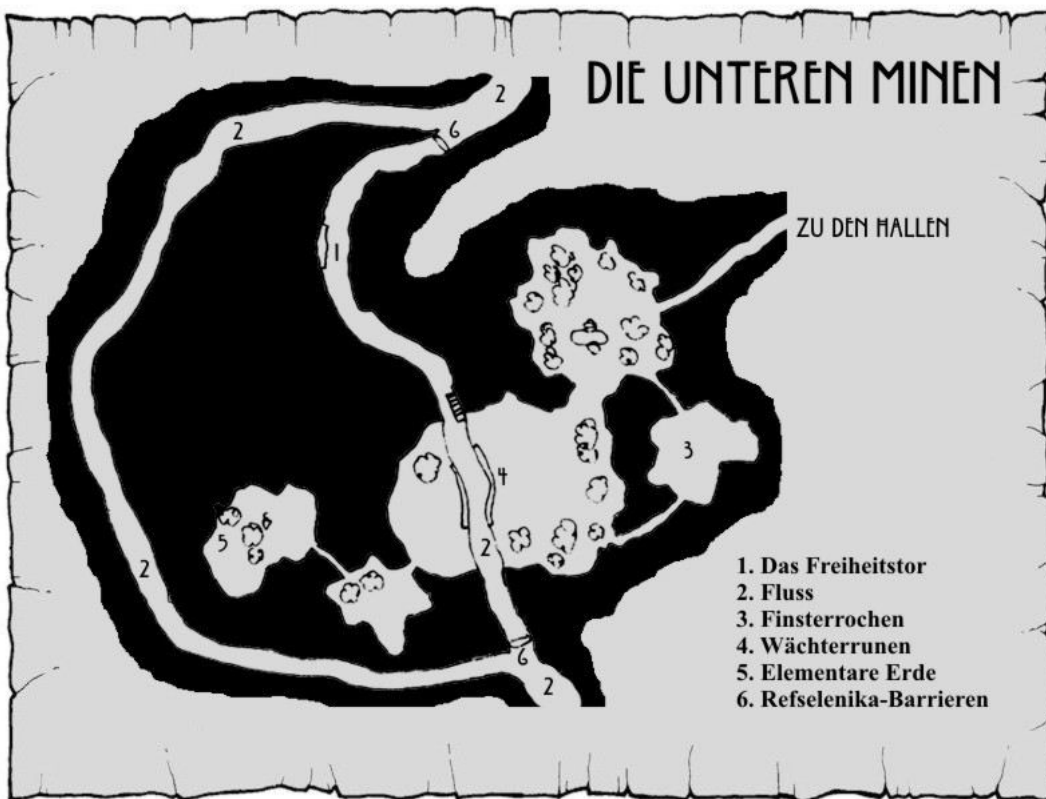 DIE UNTEREN MINEN
2
2
6
ZU DEN HALLEN
1
3
4
5
2
2
6
2
1. Das Freiheitstor
2. Fluss
3. Finsterrochen
4. Wächterrunen
5. Elementare Erde
6. Refselenika-Barrieren